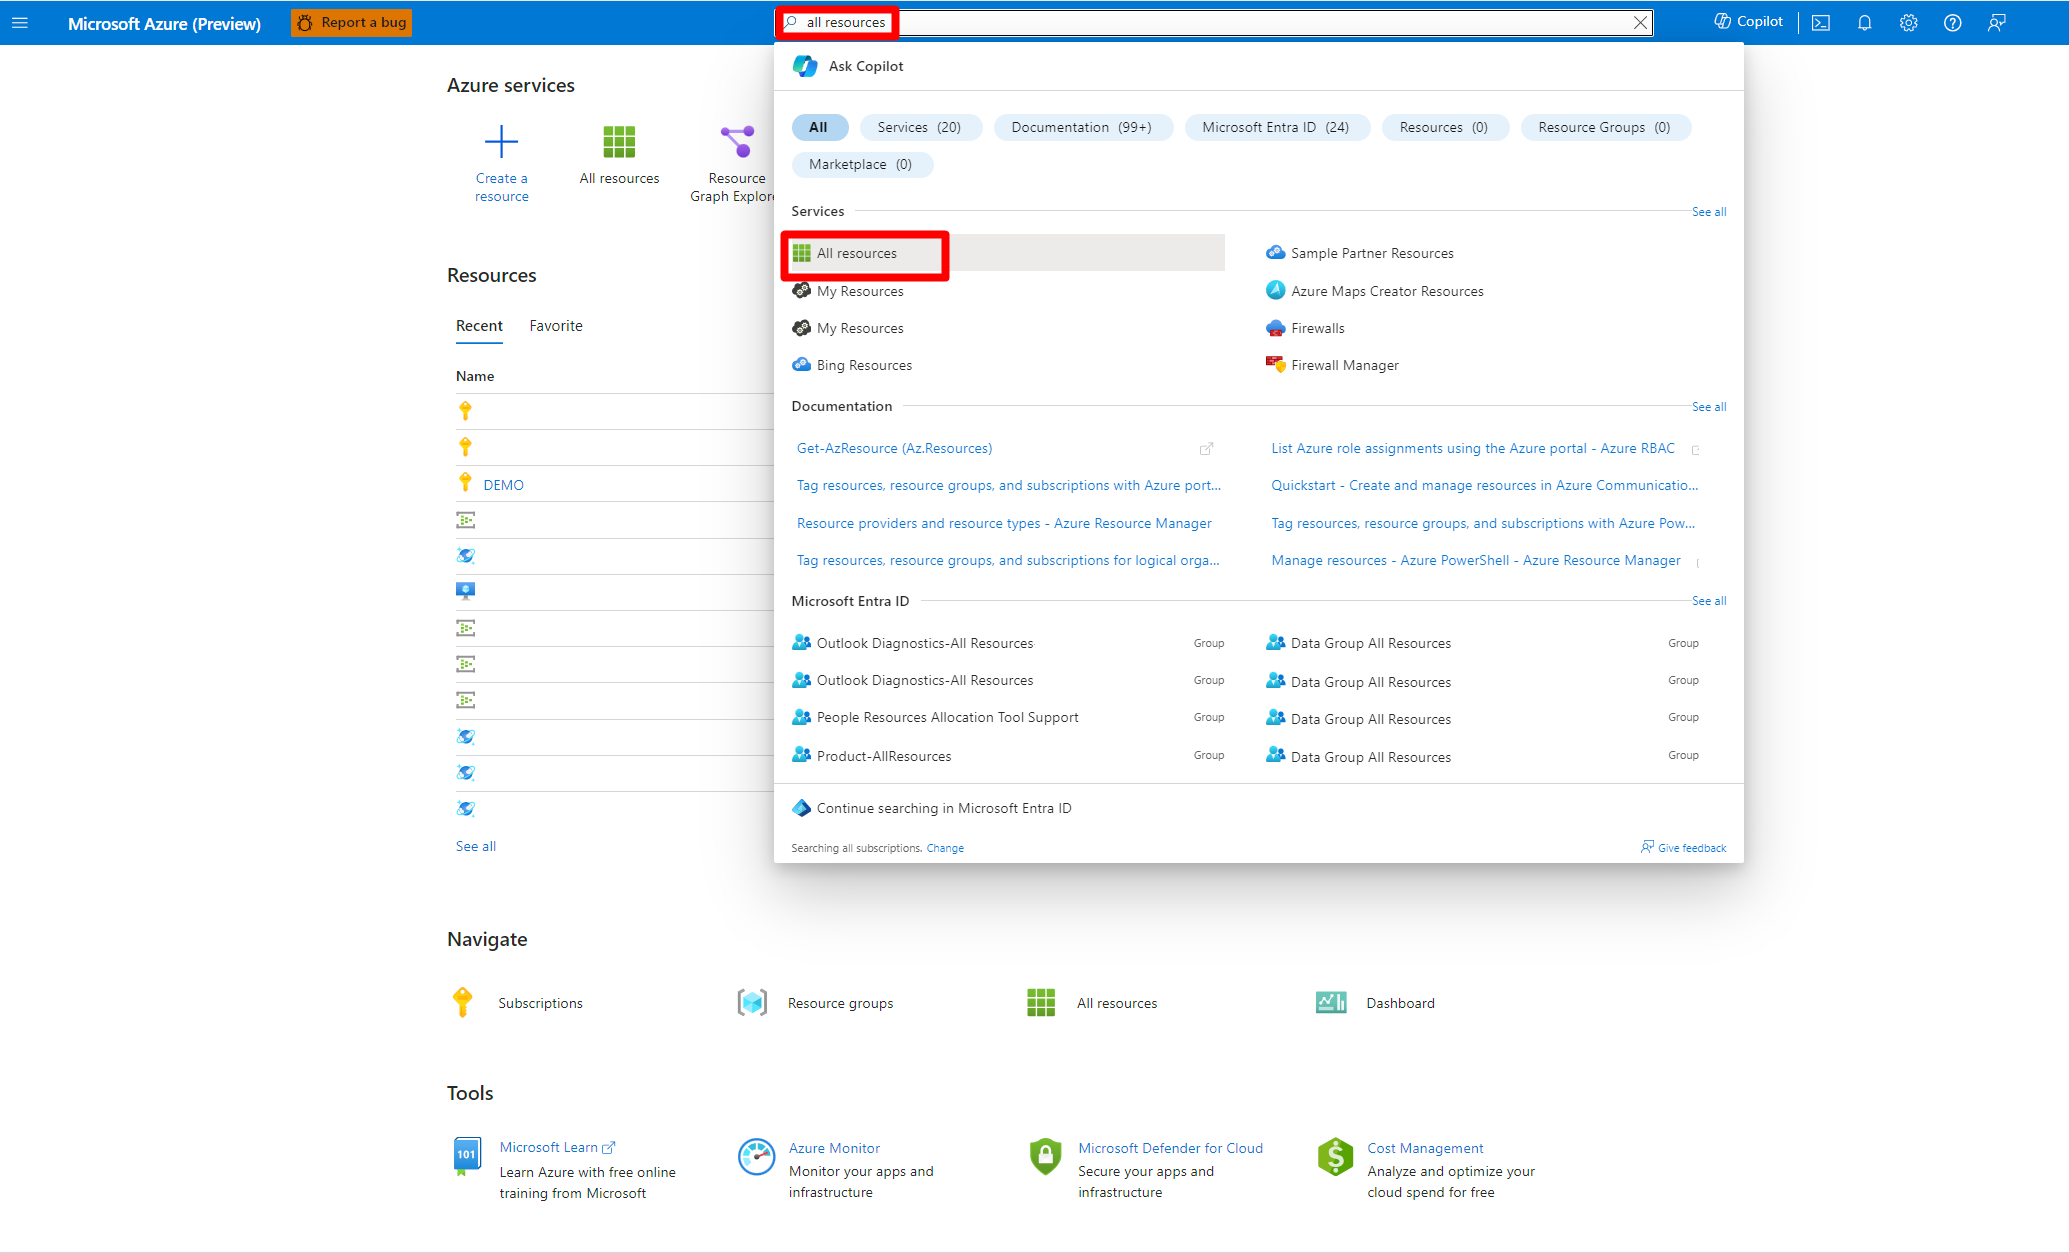 Microsoft Azure (Preview)
Report a bug
all resources
Copilot
Ask Copilot
All
Services (20)
Documentation (99+)
Microsoft Entra ID (24)
Resources (0)
Resource Groups (0)
Marketplace (0)
Azure services
Create a
resource
All resources
Resource
Graph Explore
Services
See all
All resources
Sample Partner Resources
My Resources
Azure Maps Creator Resources
My Resources
Firewalls
Bing Resources
Firewall Manager
Documentation
See all
Get-AzResource (Az.Resources)
List Azure role assignments using the Azure portal - Azure RBAC
Tag resources, resource groups, and subscriptions with Azure port...
Quickstart - Create and manage resources in Azure Communicatio...
Resource providers and resource types - Azure Resource Manager
Tag resources, resource groups, and subscriptions with Azure Pow...
Tag resources, resource groups, and subscriptions for logical orga...
Manage resources - Azure PowerShell - Azure Resource Manager
Microsoft Entra ID
See all
Outlook Diagnostics-All Resources Group
Data Group All Resources Group
Outlook Diagnostics-All Resources Group
Data Group All Resources Group
People Resources Allocation Tool Support Group
Data Group All Resources Group
Product-AllResources Group
Data Group All Resources Group
Continue searching in Microsoft Entra ID
Searching all subscriptions. Change
Give feedback
Resources
Recent
Favorite
Name
DEMO
See all
Navigate
Subscriptions
Resource groups
All resources
Dashboard
Tools
101
Microsoft Learn
Learn Azure with free online
training from Microsoft
Azure Monitor
Monitor your apps and
infrastructure
Microsoft Defender for Cloud
Secure your apps and
infrastructure
Cost Management
Analyze and optimize your
cloud spend for free